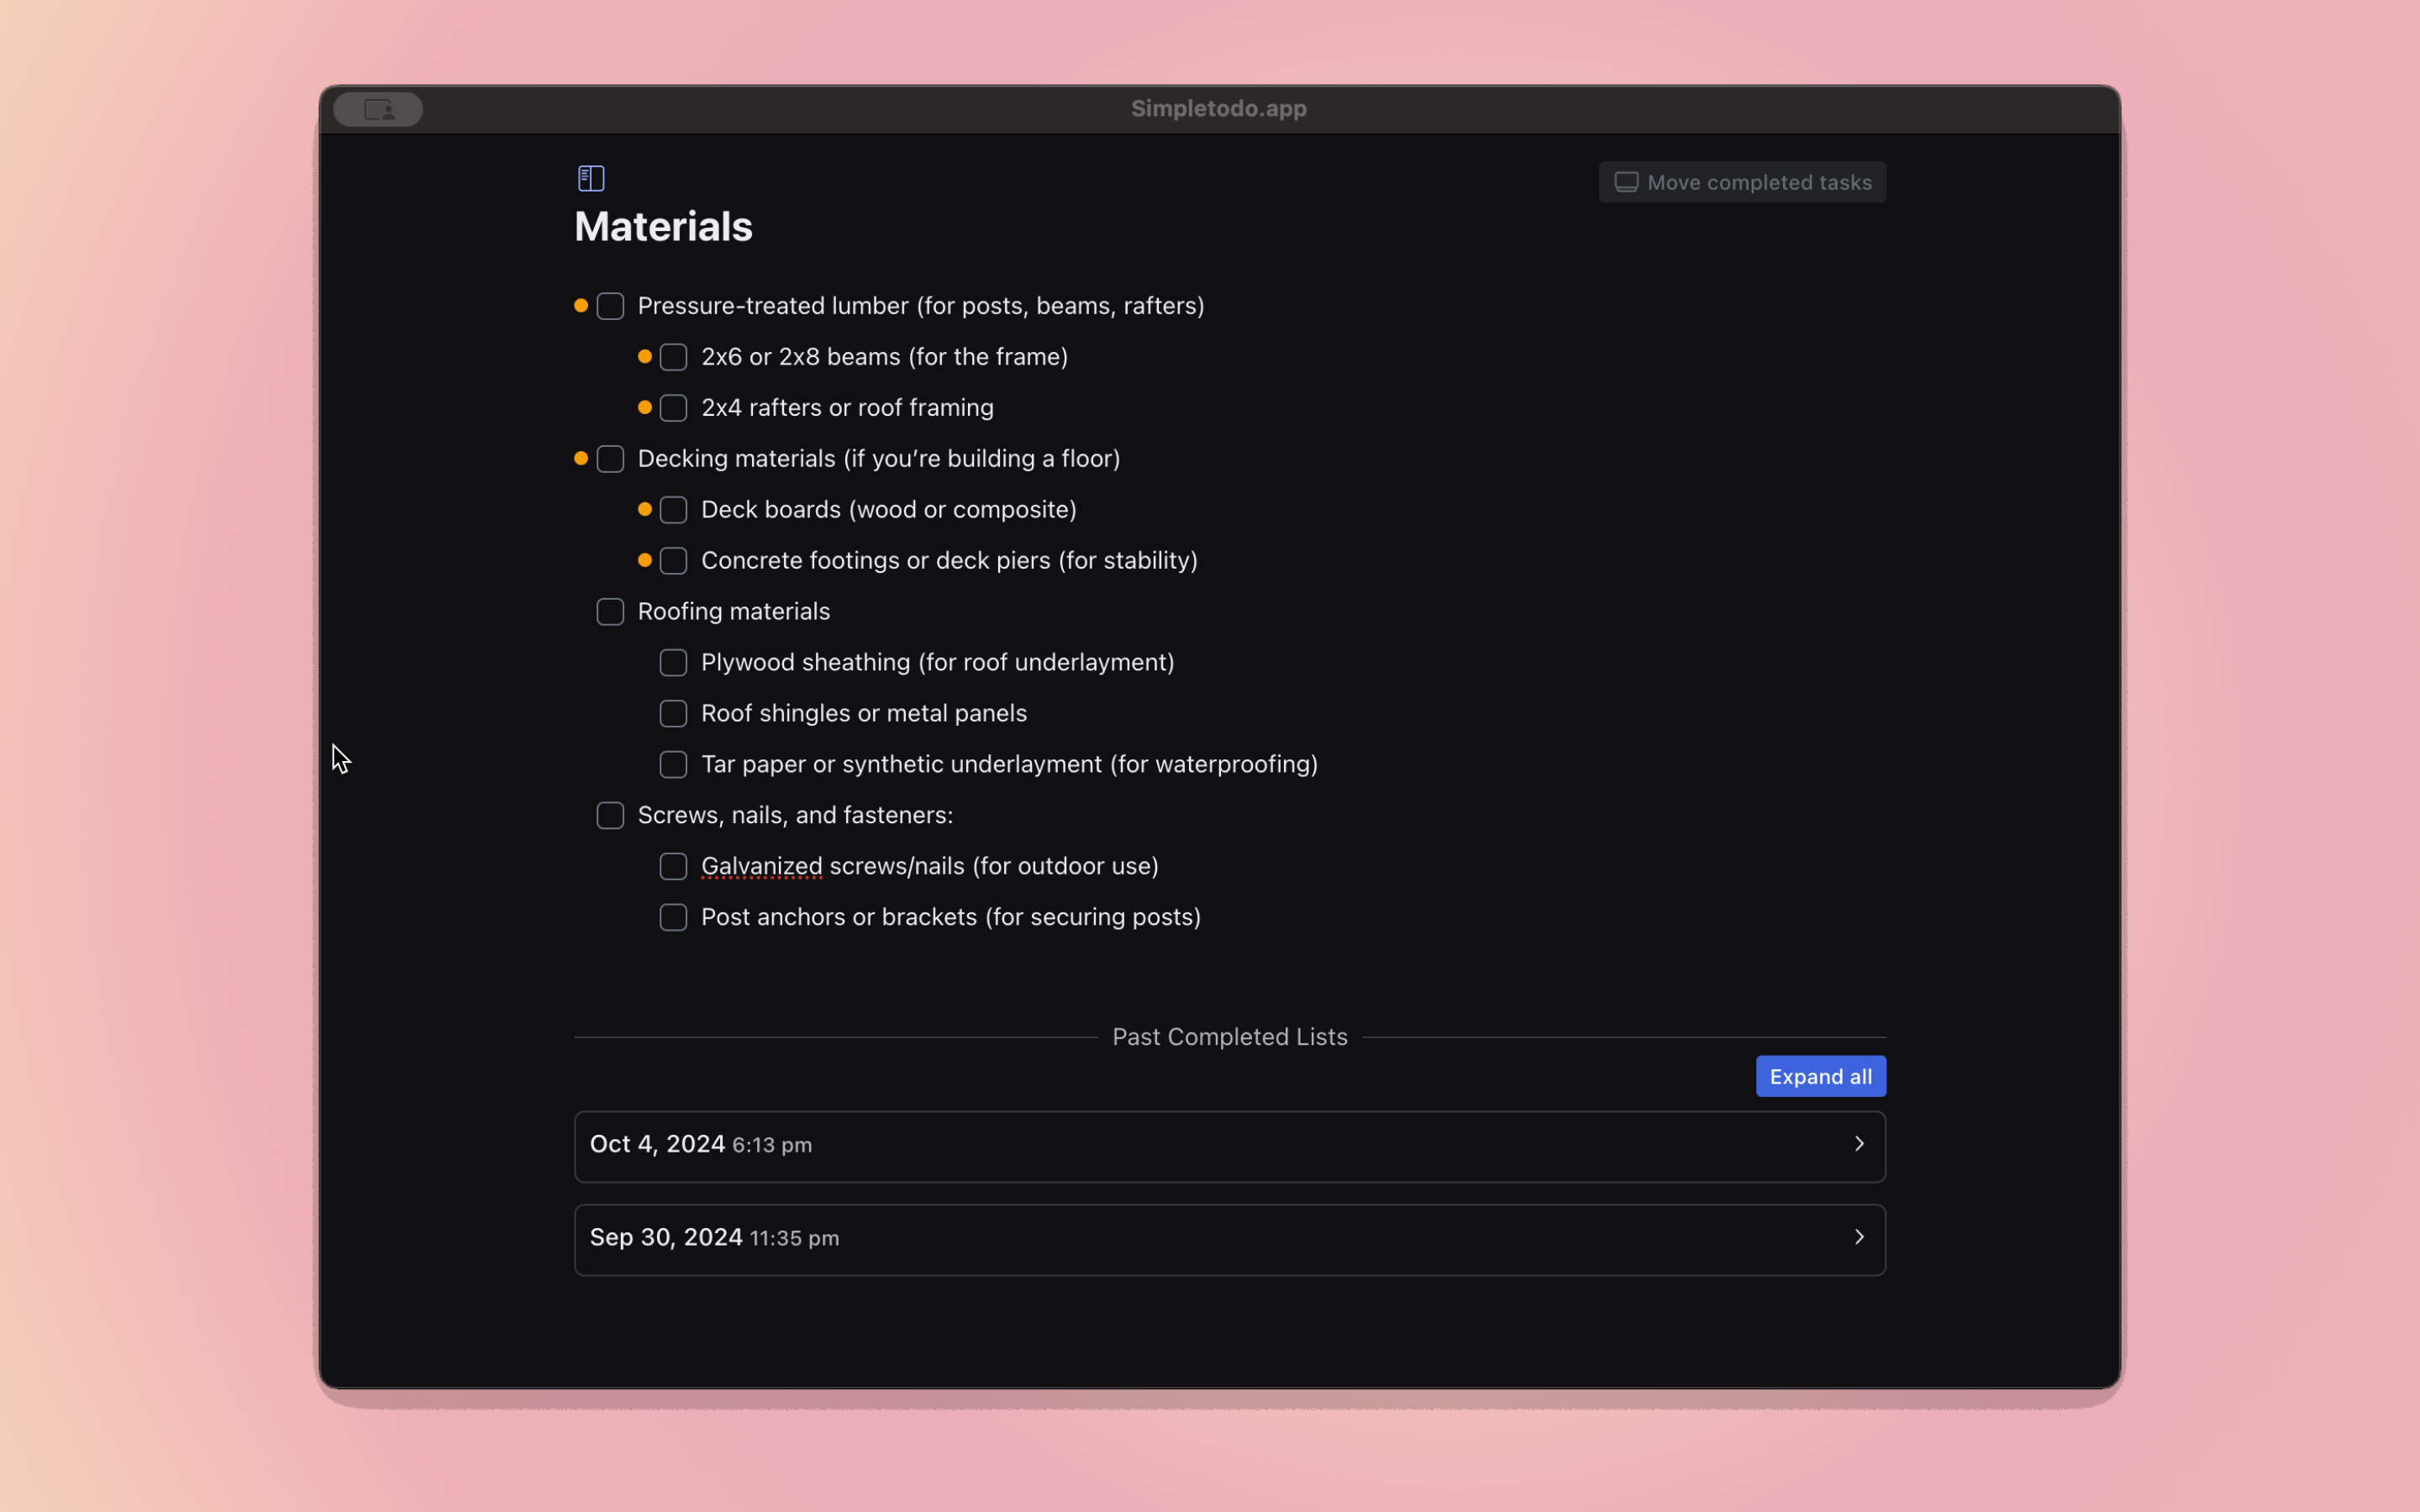 Simpletodo.app
Move completed tasks
Materials
Pressure-treated lumber (for posts, beams, rafters)
2x6 or 2x8 beams (for the frame)
2x4 rafters or roof framing
Decking materials (if you’re building a floor)
Deck boards (wood or composite)
Concrete footings or deck piers (for stability)
Roofing materials
Plywood sheathing (for roof underlayment)
Roof shingles or metal panels
Tar paper or synthetic underlayment (for waterproofing)
Screws, nails, and fasteners:
Galvanized screws/nails (for outdoor use)
Post anchors or brackets (for securing posts)
Past Completed Lists
Expand all
Oct 4, 2024 6:13 pm
Sep 30, 2024 11:35 pm